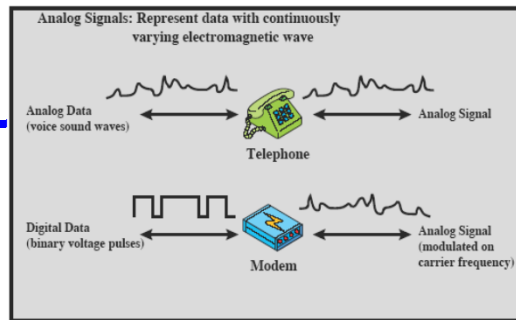 Analog Signals: Represent data with continuously
varying electromagnetic wave
Analog Data
(voice sound waves)
Telephone
Analog Signal
Digital Data
(binary voltage pulses)
Modem
Analog Signal
(modulated on
carrier frequency)